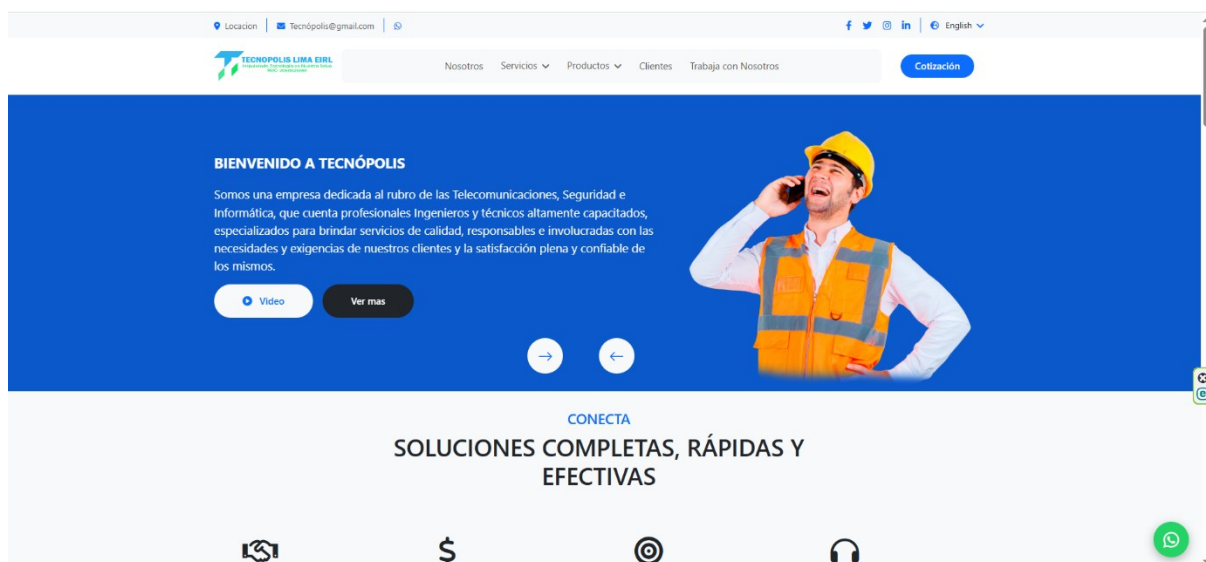 Locacion
Tecnópolis@gmail.com
English
TECNOPOLIS LIMA EIRL
Nosotros
Servicios
Productos
Clientes
Trabaja con Nosotros
Cotización
BIENVENIDO A TECNÓPOLIS
Somos una empresa dedicada al rubro de las Telecomunicaciones, Seguridad e
Informática, que cuenta profesionales Ingenieros y técnicos altamente capacitados,
especializados para brindar servicios de calidad, responsables e involucradas con las
necesidades y exigencias de nuestros clientes y la satisfacción plena y confiable de
los mismos.
Video
Ver mas
CONECTA
SOLUCIONES COMPLETAS, RÁPIDAS Y
EFECTIVAS